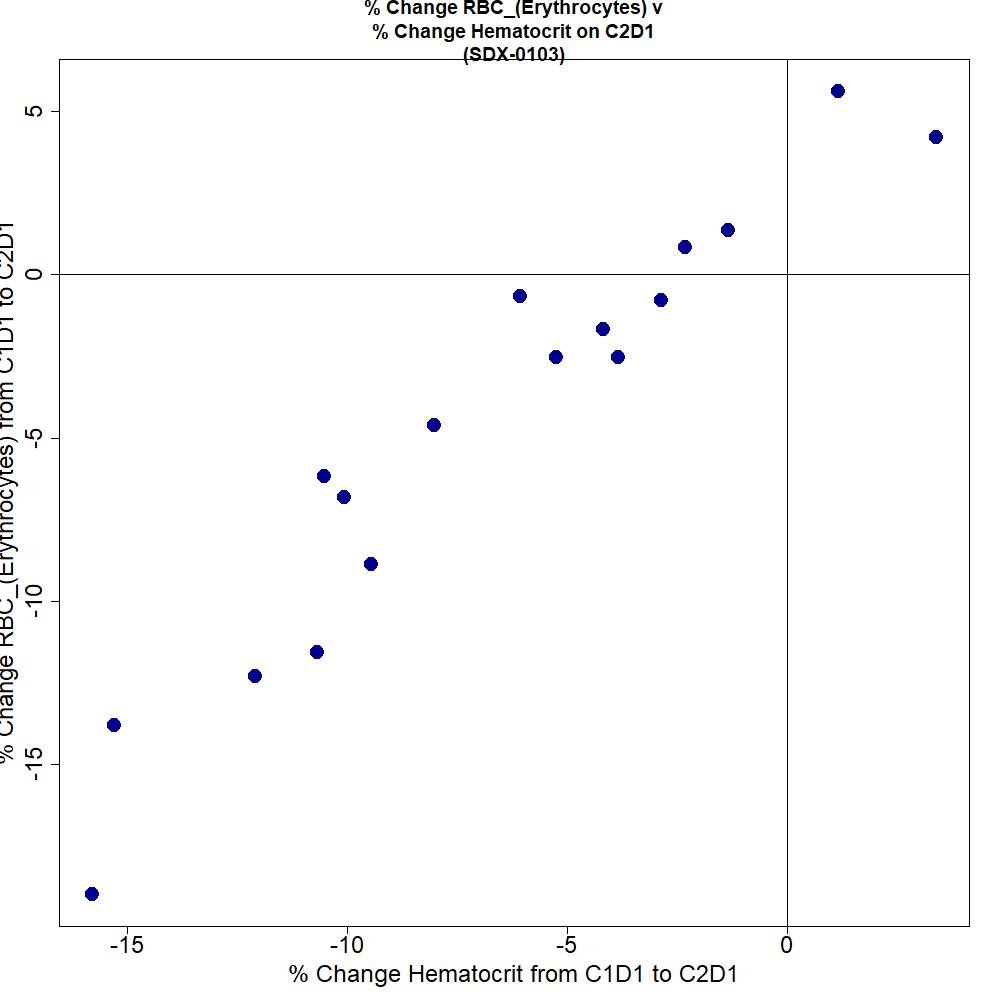 % Change RBC_(Erythrocytes) v
% Change Hematocrit on C2D1
(SDX-0103)
% Change RBC_(Erythrocytes) from C1D1 to C2D1
5
0
-5
-10
-15
-15
-10
-5
0
% Change Hematocrit from C1D1 to C2D1